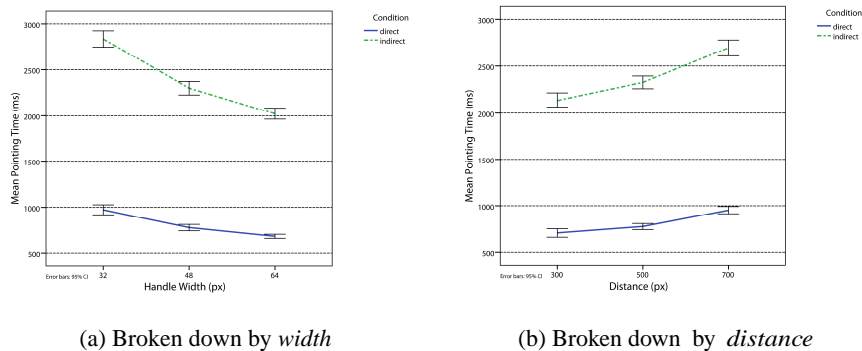 Condition
direct
indirect
3000
2500
2000
1500
1000
500
Mean Pointing Time (ms)
32
48
64
Error bars: 95% CI
Handle Width (px)
Condition
direct
indirect
3000
2500
2000
1500
1000
500
Mean Pointing Time (ms)
300
500
700
Error bars: 95% CI
Distance (px)
(a) Broken down by width
(b) Broken down by distance